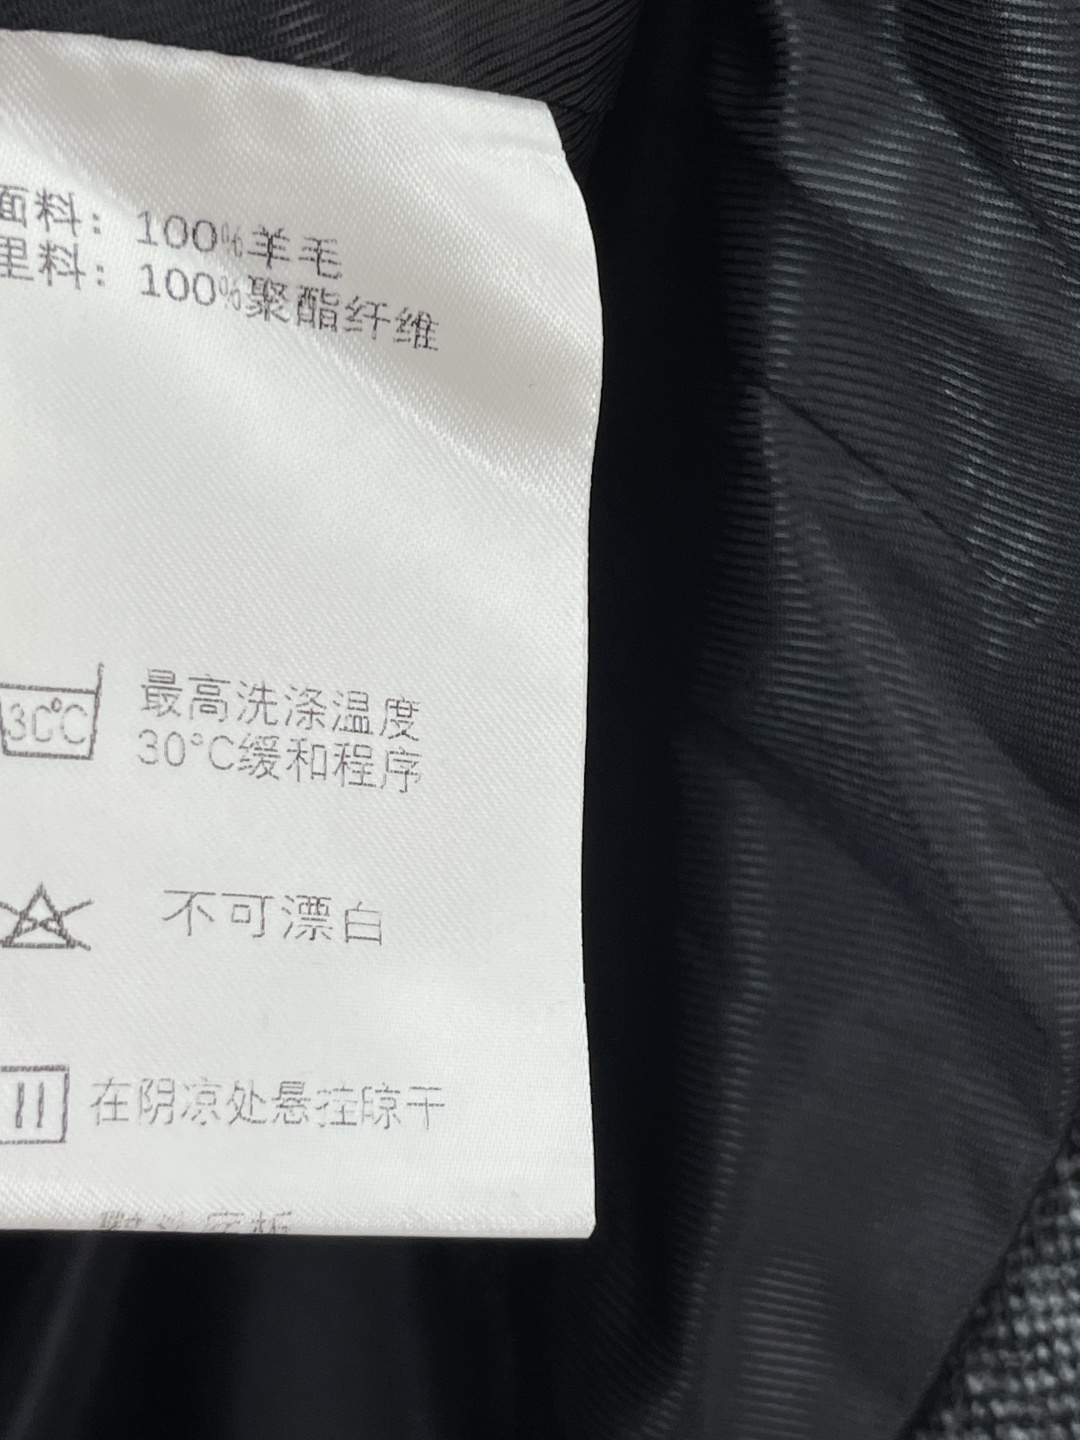 面料：100%羊毛
里料：100%聚酯纤维
30°C
最高洗涤温度
30°C缓和程序
不可漂白
在阴凉处悬挂晾干